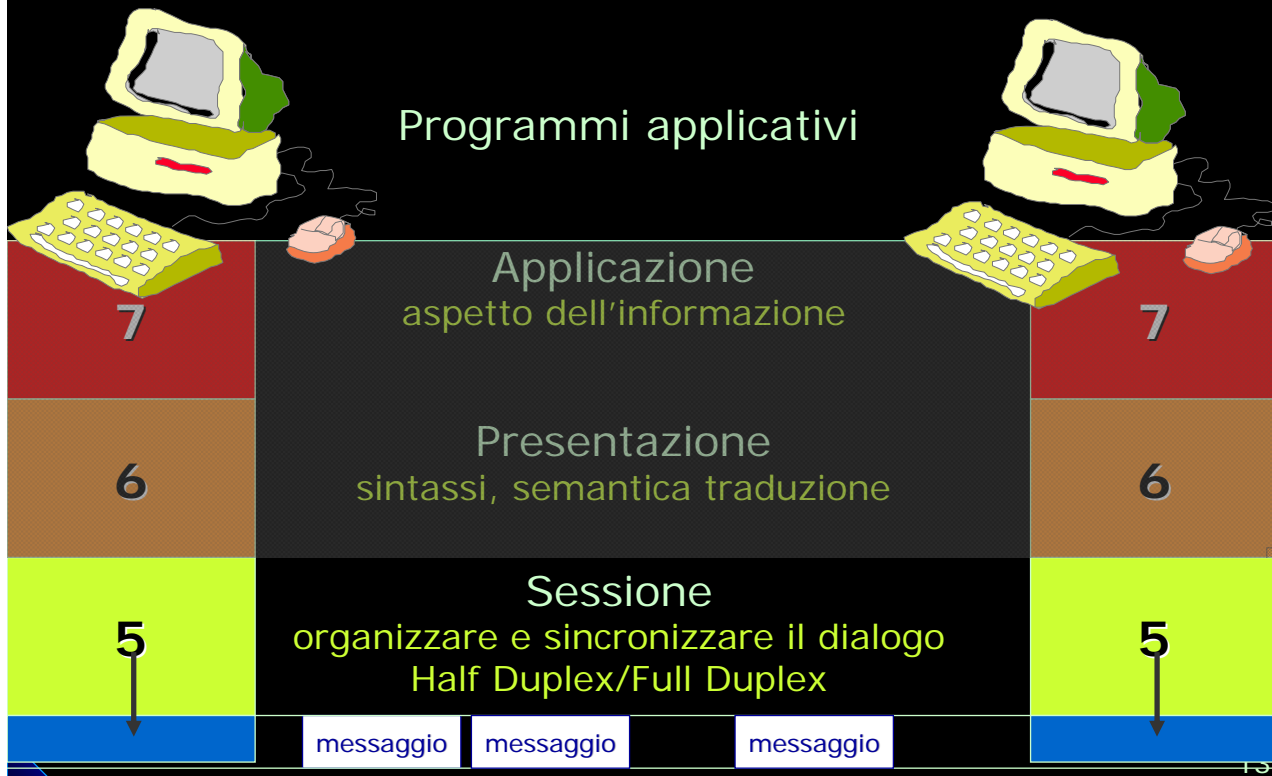 Programmi applicativi
Applicazione
aspetto dell'informazione
7
7
Presentazione
sintassi, semantica traduzione
6
6
Sessione
organizzare e sincronizzare il dialogo
Half Duplex/Full Duplex
5
5
messaggio messaggio messaggio